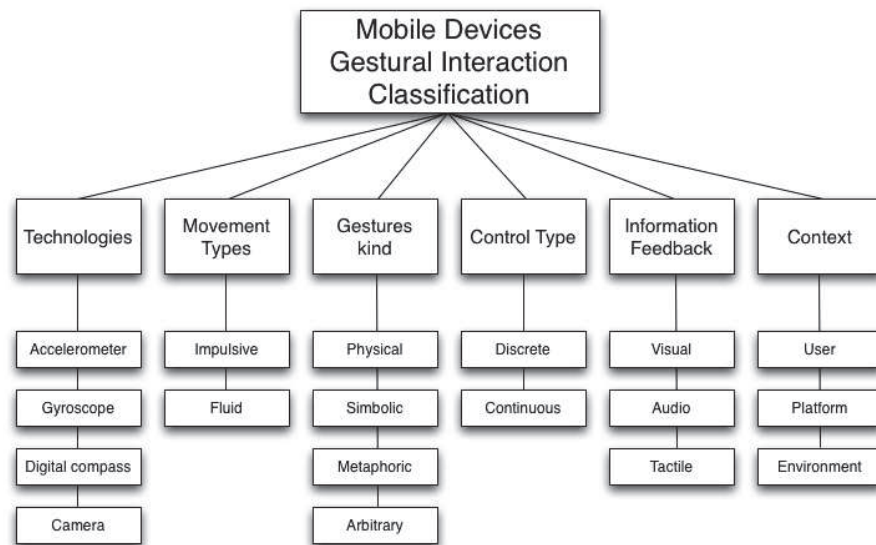 Mobile Devices
Gestural Interaction
Classification
Technologies
Movement
Types
Gestures
kind
Control Type
Information
Feedback
Context
Accelerometer
Impulsive
Physical
Discrete
Visual
User
Gyroscope
Fluid
Simbolic
Continuous
Audio
Platform
Digital compass
Metaphoric
Tactile
Environment
Camera
Arbitrary